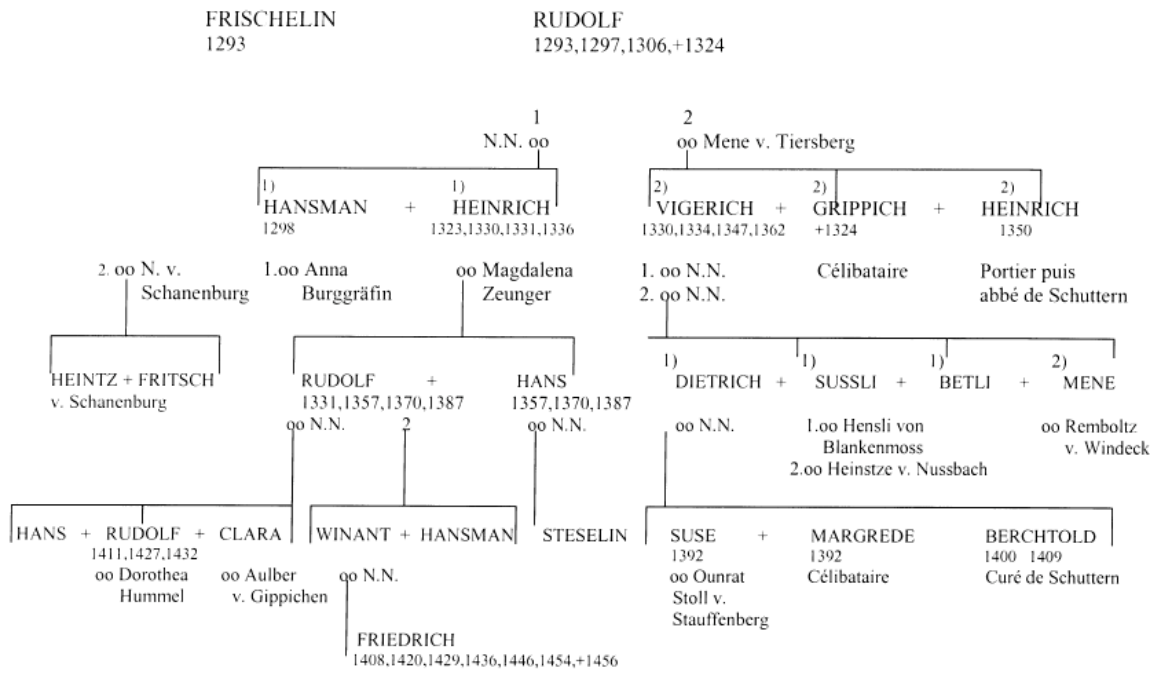 FRISCHELIN RUDOLF
1293 1293,1297,1306,+1324
1 2
N.N. oo oo Mene v. Tiersberg
1) 1) 2) 2) 2)
HANSMAN + HEINRICH VIGERICH + GRIPPICH + HEINRICH
1298 1323,1330,1331,1336 1330,1334,1347,1362 +1324 1350
2. oo N. v. 1.oo Anna oo Magdalena 1. oo N.N. Célibataire Portier puis
Schanenburg Burggräfin Zeunger 2. oo N.N. abbé de Schuttern
1) 1) 1) 2)
HEINTZ + FRITSCH RUDOLF + HANS DIETRICH + SUSSLI + BETLI + MENE
v. Schanenburg 1331,1357,1370,1387 1357,1370,1387
oo N.N. 2 oo N.N. oo N.N. 1.oo Hensli von oo Remboltz
Blankenmoss v. Windeck
2.oo Heinstze v. Nussbach
HANS + RUDOLF + CLARA WINANT + HANSMAN STESELIN SUSE + MARGREDE BERCHTOLD
1411,1427,1432 1392 1392 1400 1409
oo Dorothea oo Aulber oo N.N. oo Ounrat Célibataire Curé de Schuttern
Hummel v. Gippichen Stoll v.
Stauffenberg
FRIEDRICH
1408,1420,1429,1436,1446,1454,+1456